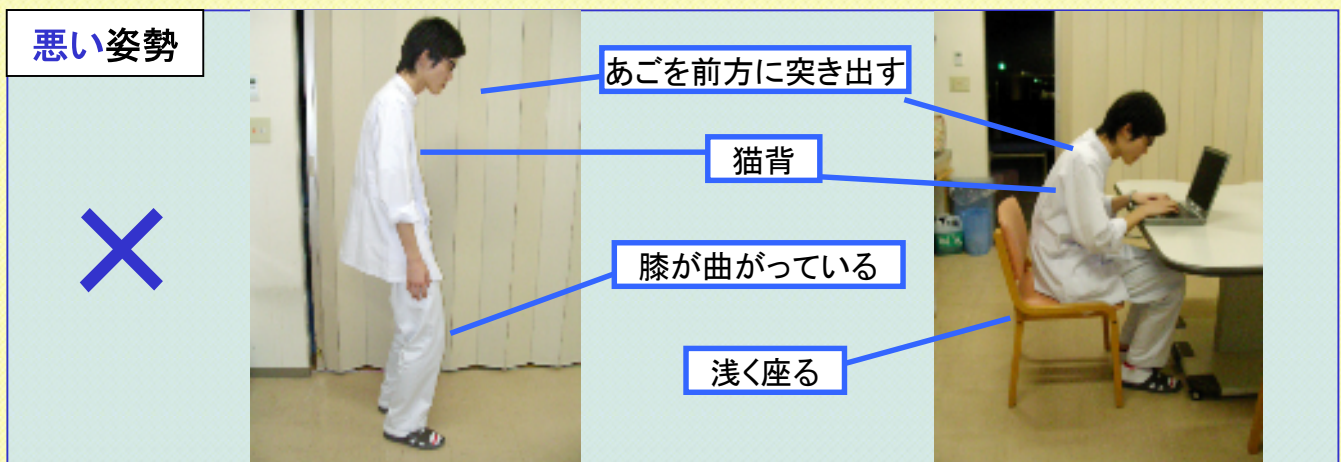 悪い姿勢
あごを前方に突き出す
猫背
膝が曲がっている
浅く座る